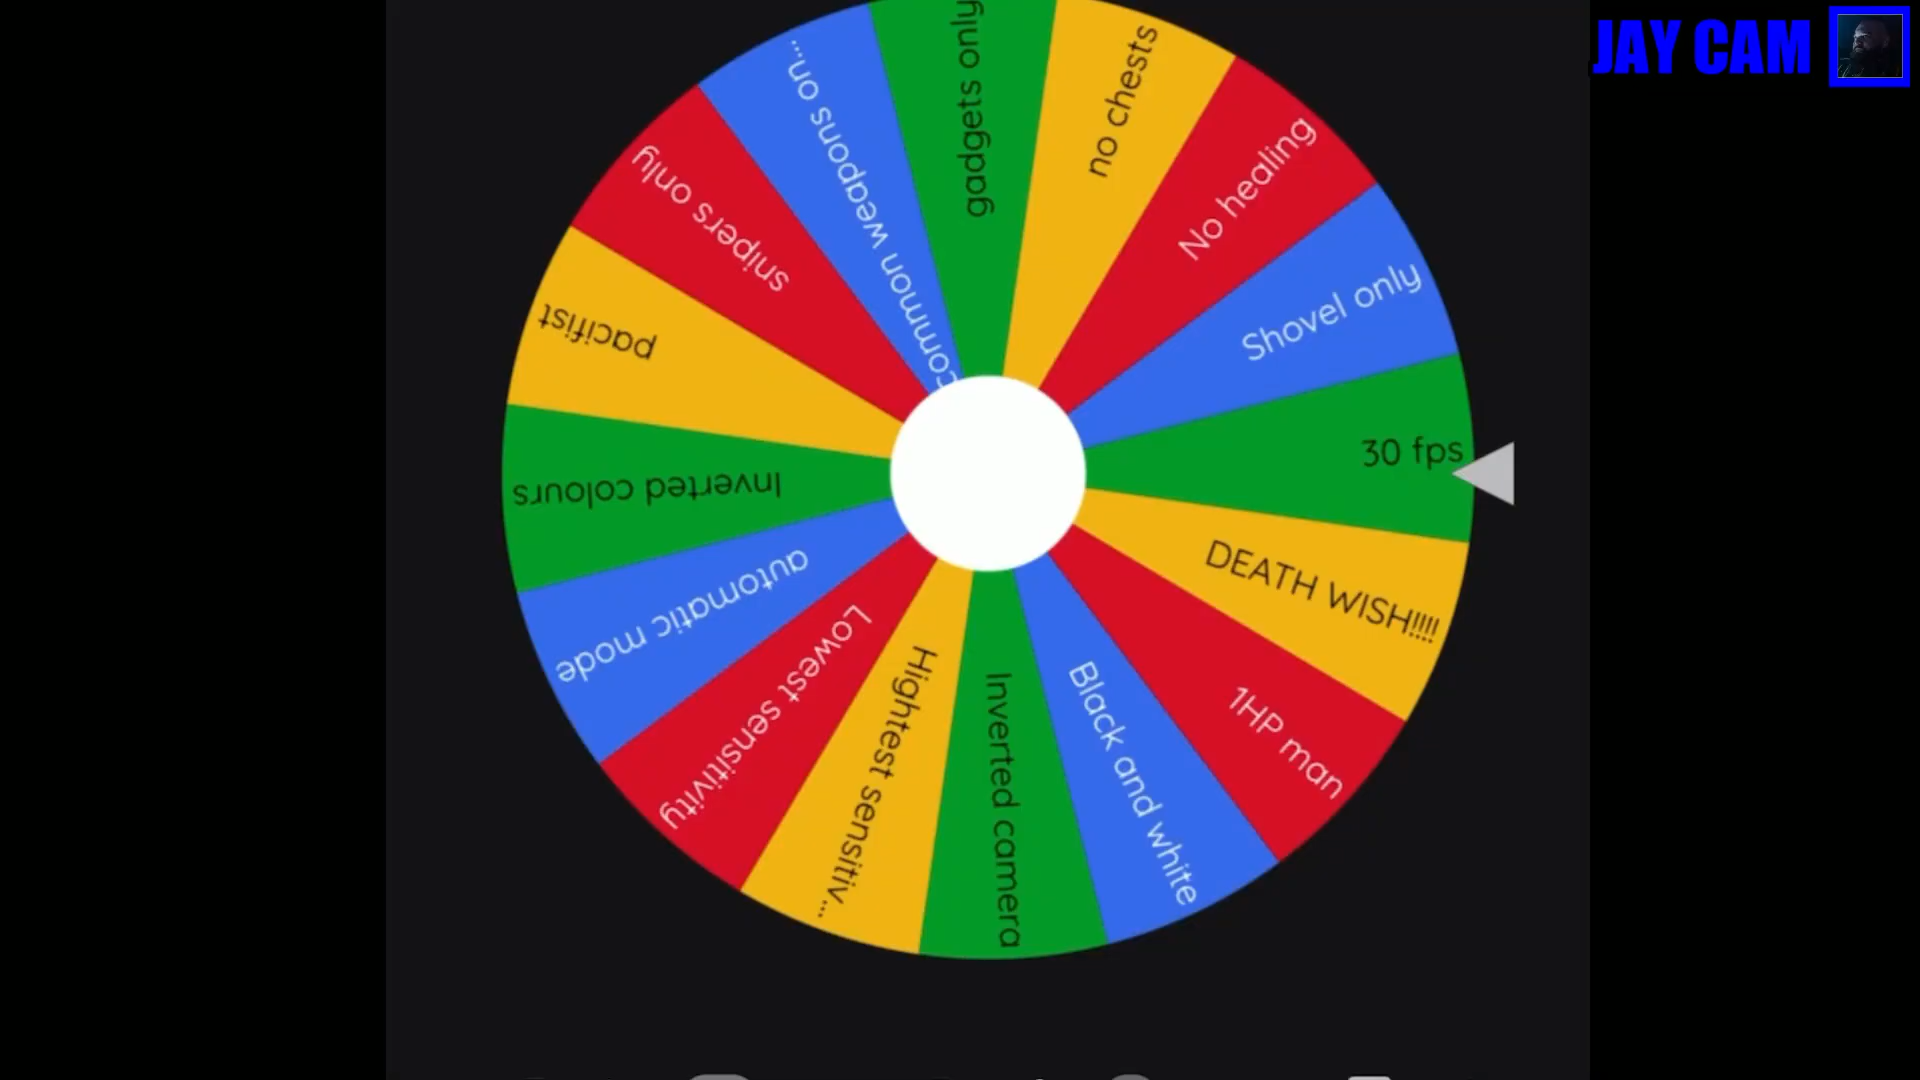 JAY CAM
gadgets only
no chests
No healing
Shovel only
30 fps
DEATH WISH!!!!
1HP man
Black and white
Inverted camera
Hightest sensitiv...
Lowest sensitivity
automatic mode
Inverted colours
pacifist
snipers only
common weapons on...